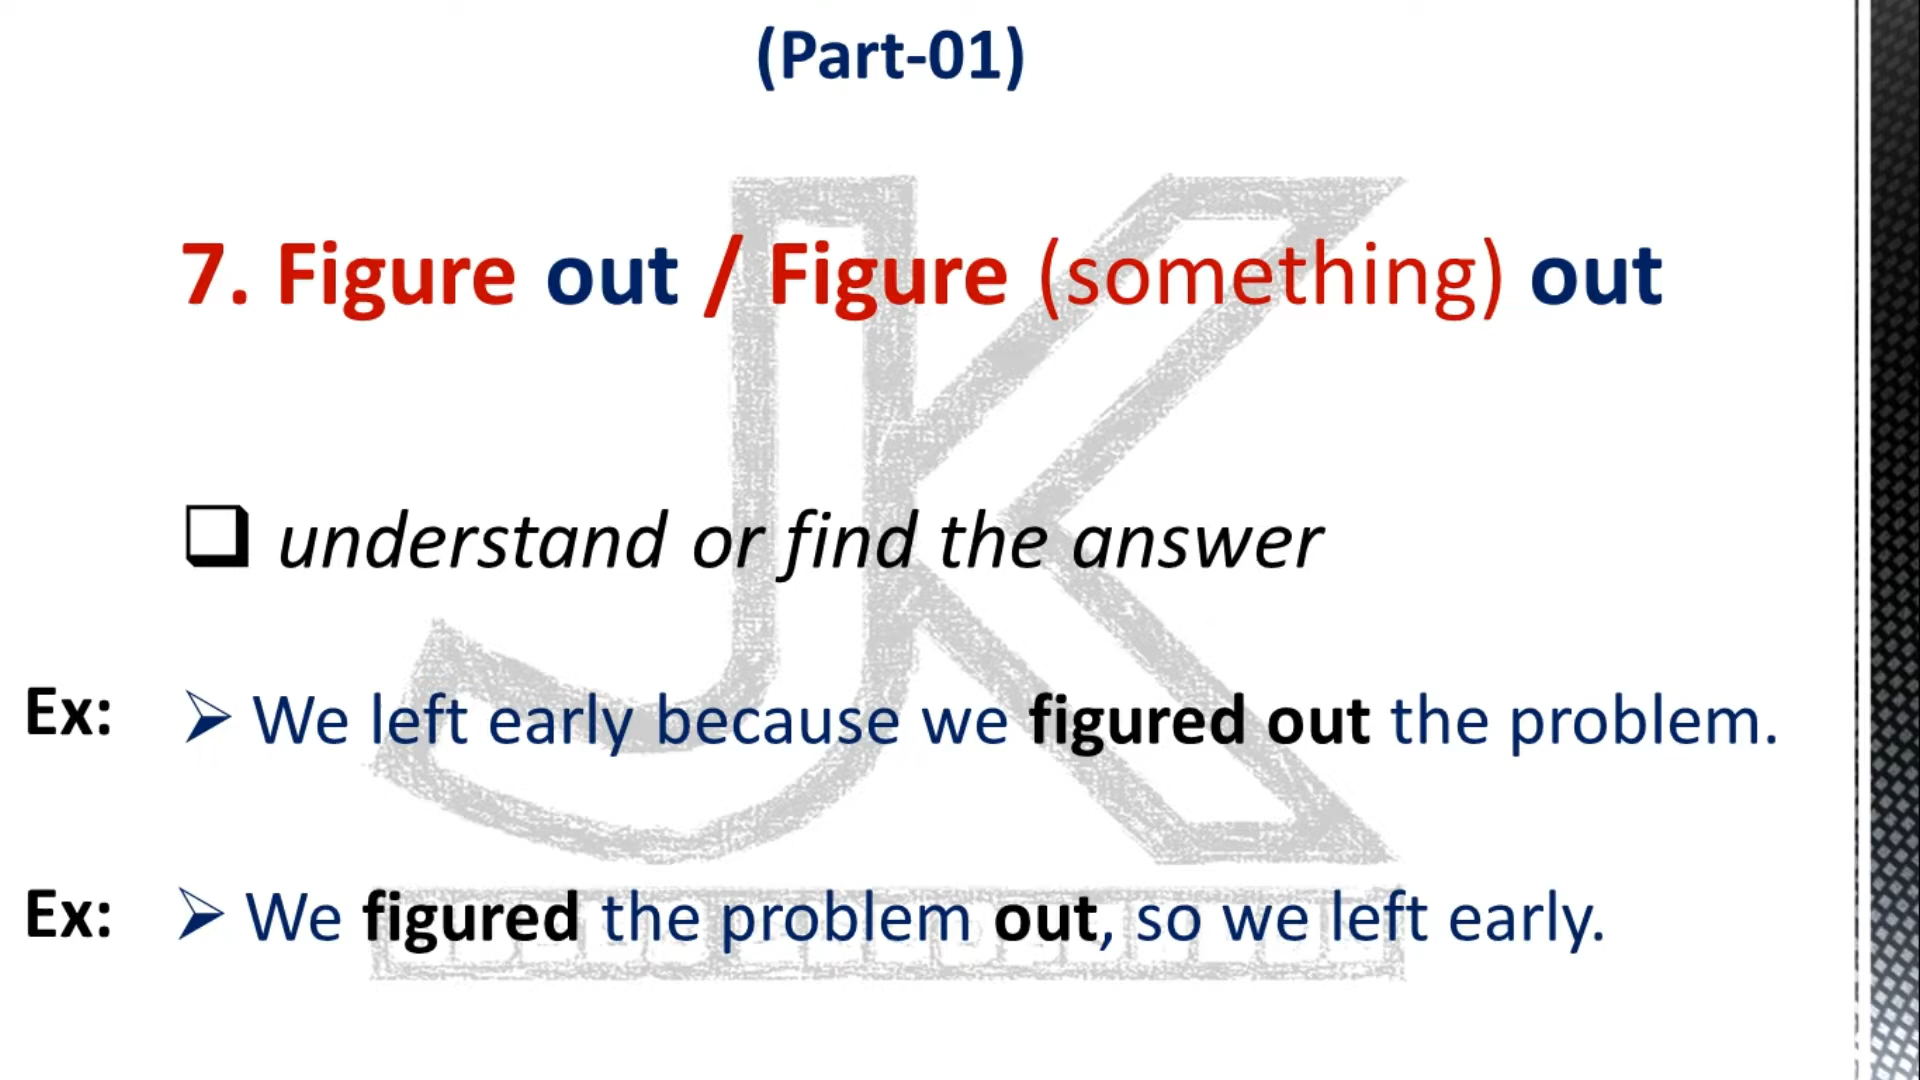 (Part-01)
7. Figure out / Figure (something) out
❑ understand or find the answer
Ex: ➢ We left early because we figured out the problem.
Ex: ➢ We figured the problem out, so we left early.
JK